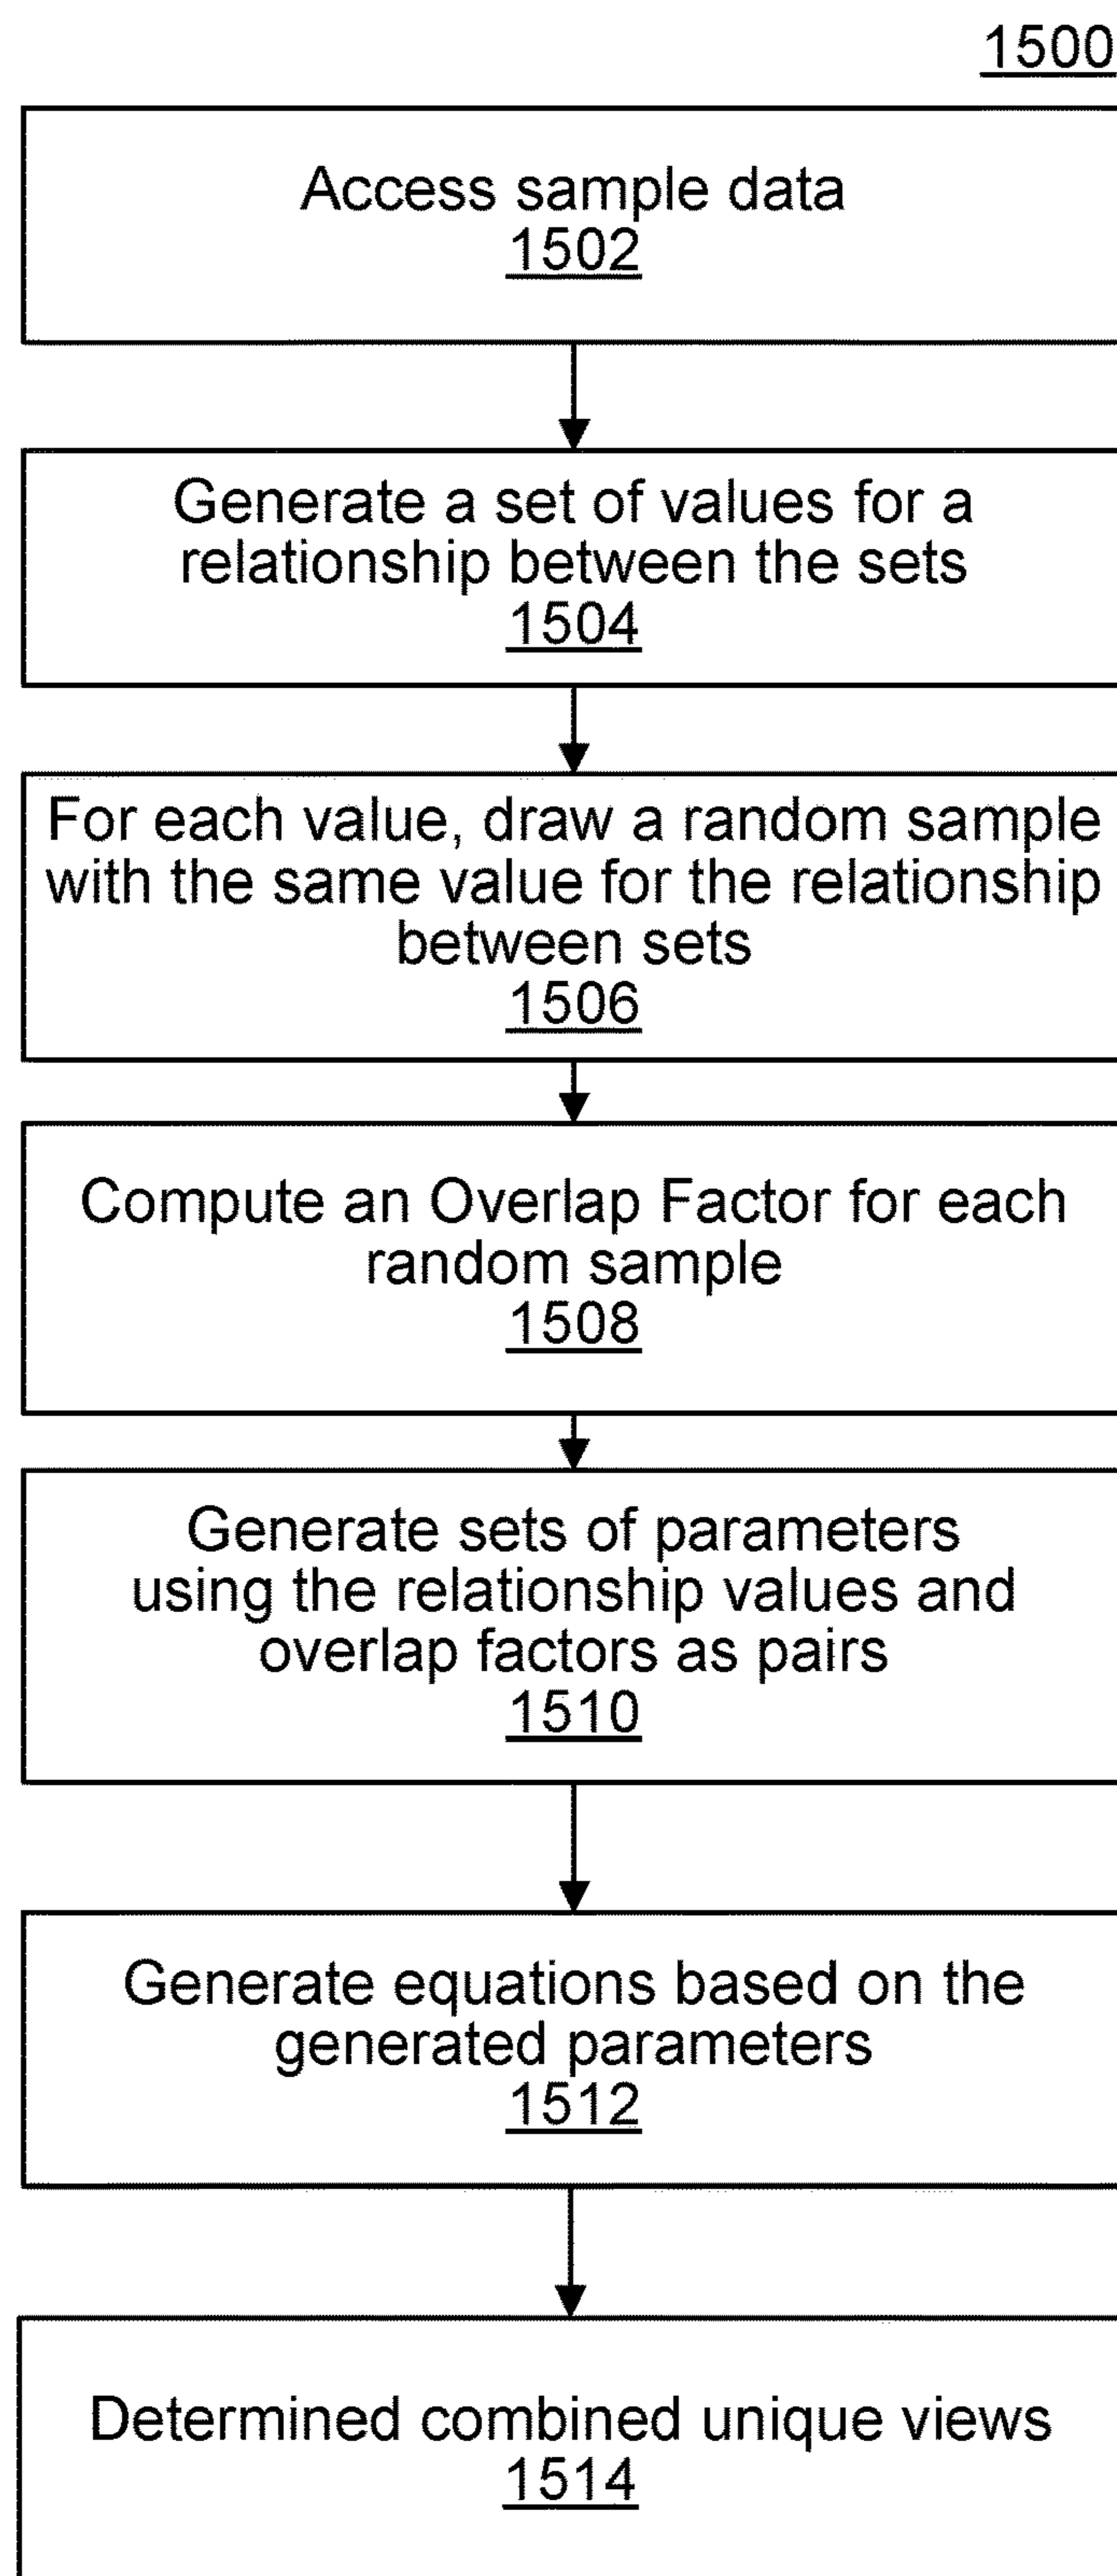 1500
Access sample data
1502
Generate a set of values for a
relationship between the sets
1504
For each value, draw a random sample
with the same value for the relationship
between sets
1506
Compute an Overlap Factor for each
random sample
1508
Generate sets of parameters
using the relationship values and
overlap factors as pairs
1510
Generate equations based on the
generated parameters
1512
Determined combined unique views
1514